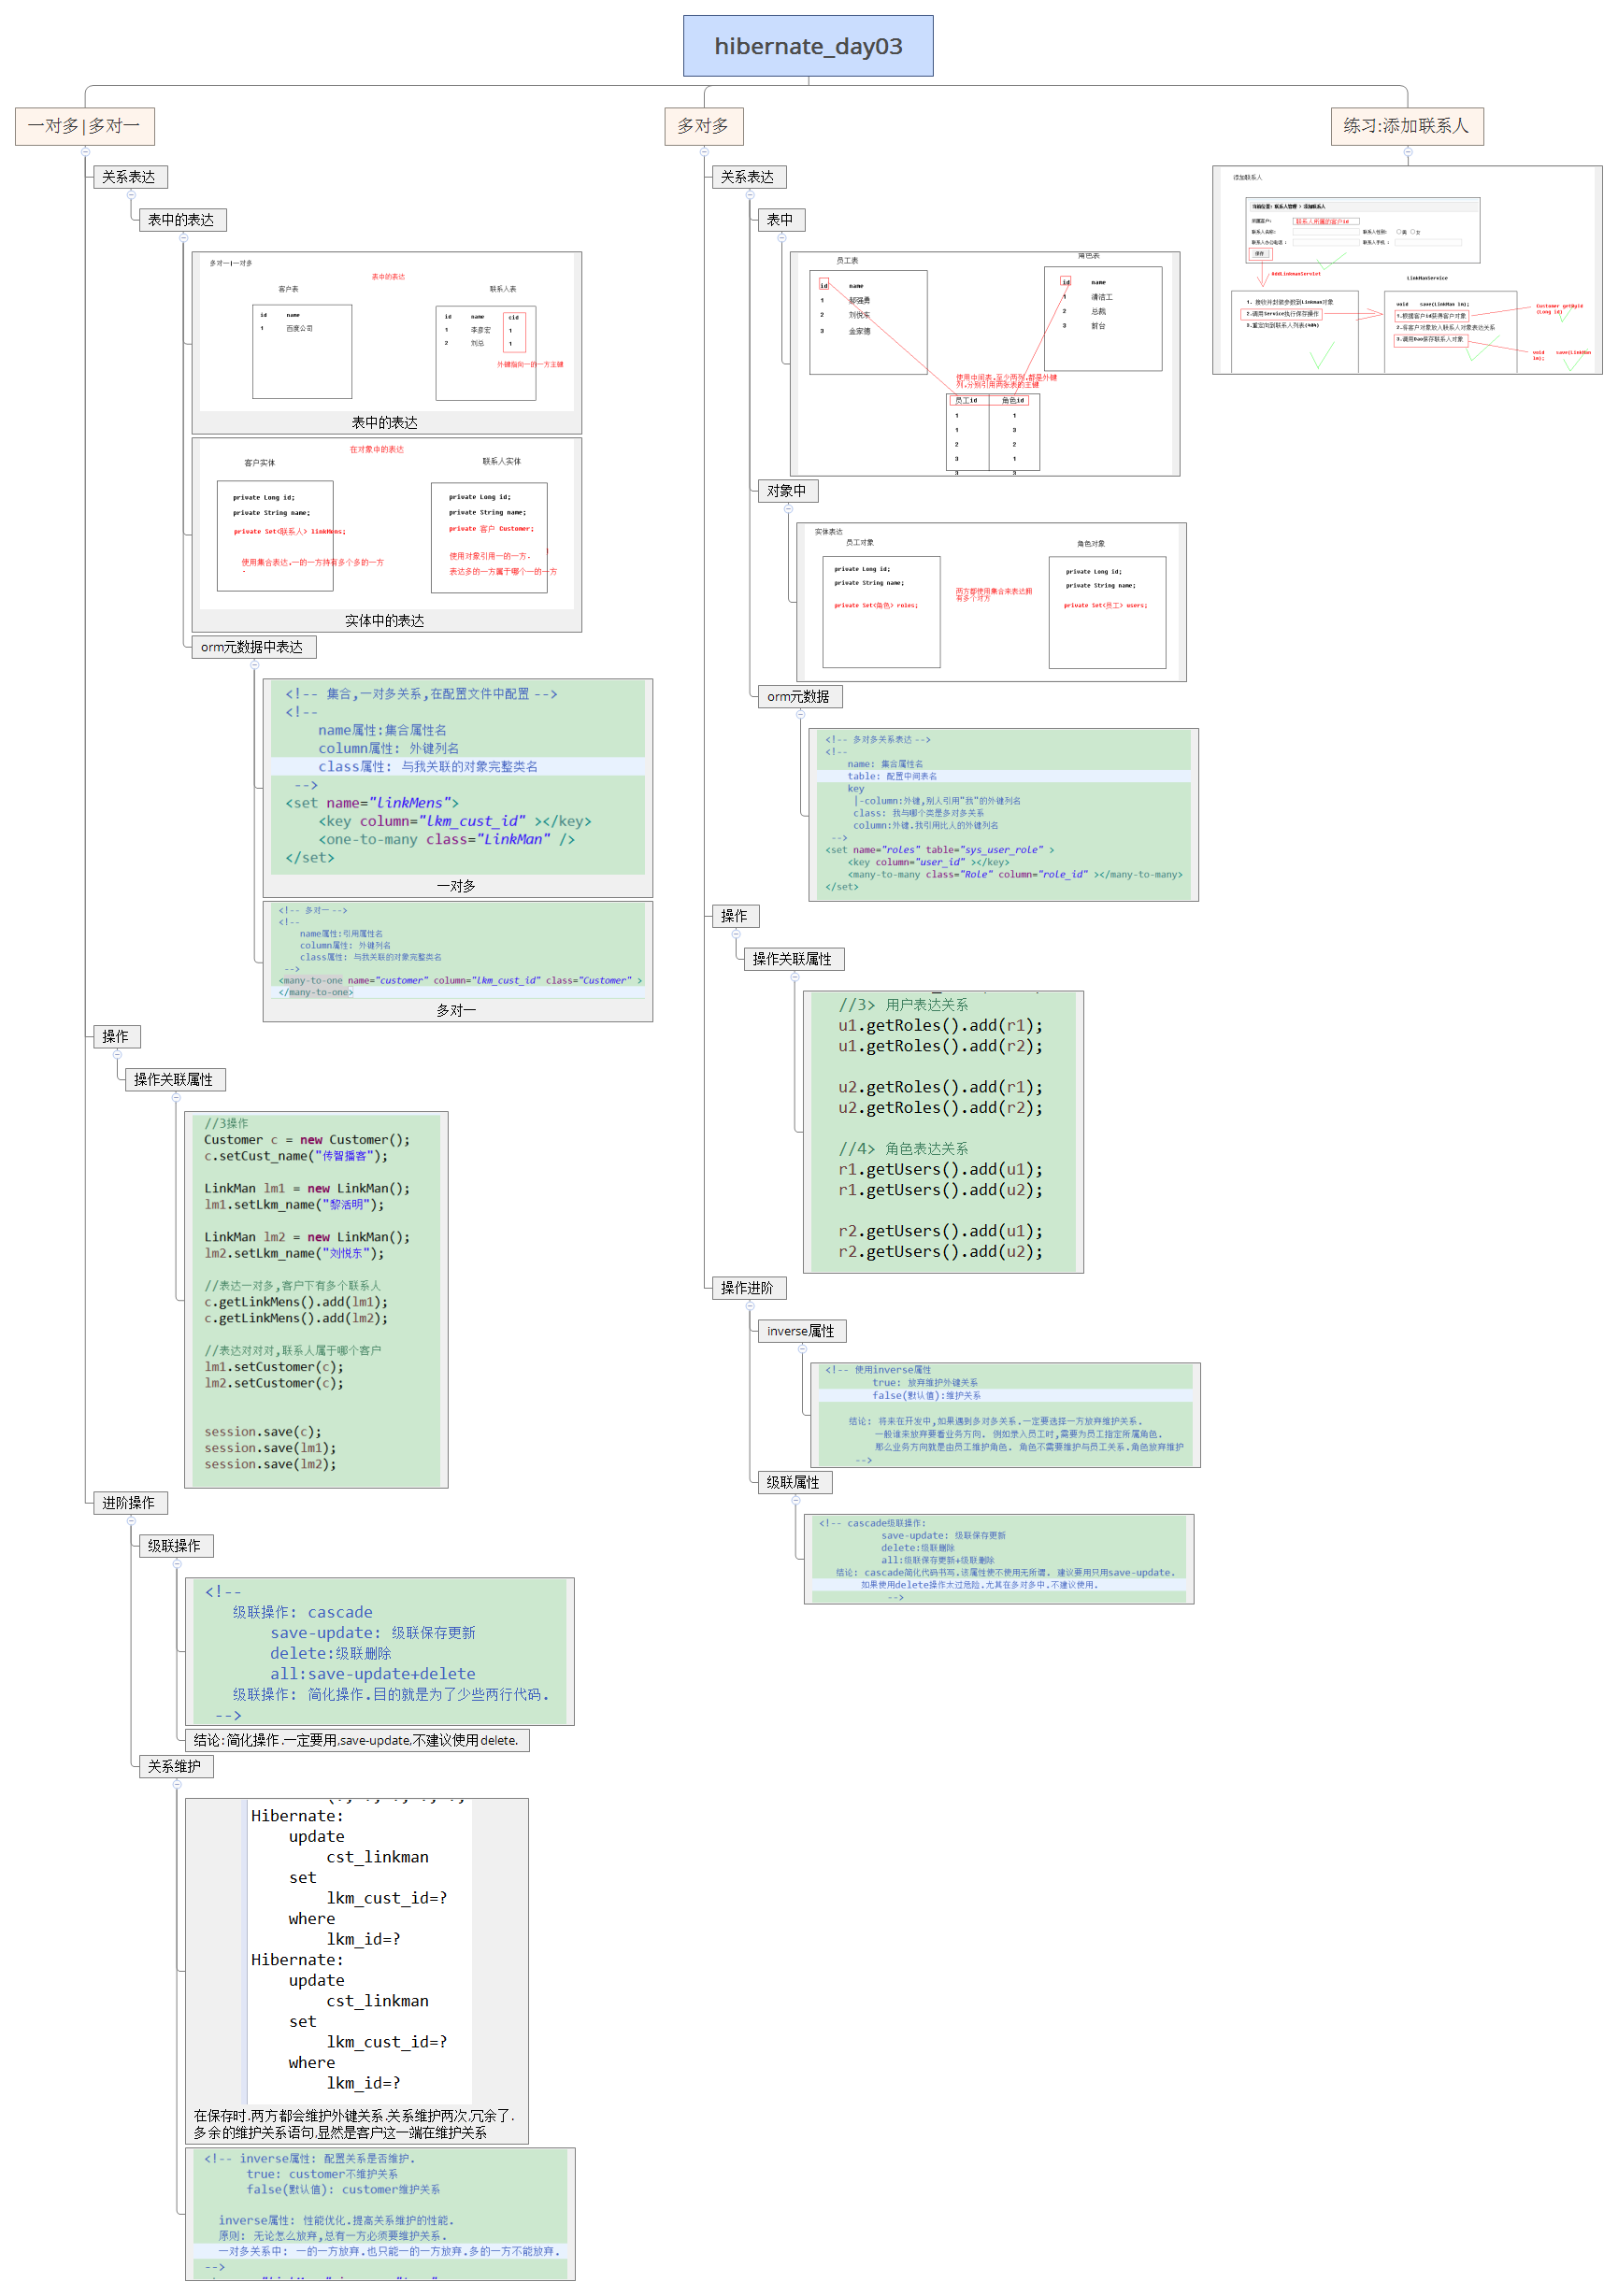 hibernate_day03
一对多|多对一
关系表达
表中的表达
多对一|一对多
表中的表达
客户表
联系人表
id name
1 百度公司
id name cid
1 李彦宏 1
2 刘总 1
外键指向一的一方主键
表中的表达
在对象中的表达
客户实体
联系人实体
private Long id;
private String name;
private Set<联系人> linkMens;
使用集合表达.一的一方持有多个多的一方
.
private Long id;
private String name;
private 客户 Customer;
使用对象引用一的一方.
表达多的一方属于哪个一的一方
实体中的表达
orm元数据中表达
<!-- 集合,一对多关系,在配置文件中配置 -->
<!--
name属性:集合属性名
column属性: 外键列名
class属性: 与我关联的对象完整类名
-->
<set name="linkMens">
<key column="lkm_cust_id" ></key>
<one-to-many class="LinkMan" />
</set>
一对多
<!-- 多对一 -->
<!--
name属性:引用属性名
column属性: 外键列名
class属性: 与我关联的对象完整类名
-->
<many-to-one name="customer" column="lkm_cust_id" class="Customer" >
</many-to-one>
多对一
操作
操作关联属性
//3操作
Customer c = new Customer();
c.setCust_name("传智播客");
LinkMan lm1 = new LinkMan();
lm1.setLkm_name("黎活明");
LinkMan lm2 = new LinkMan();
lm2.setLkm_name("刘悦东");
//表达一对多,客户下有多个联系人
c.getLinkMens().add(lm1);
c.getLinkMens().add(lm2);
//表达对对对,联系人属于哪个客户
lm1.setCustomer(c);
lm2.setCustomer(c);
session.save(c);
session.save(lm1);
session.save(lm2);
进阶操作
级联操作
<!--
级联操作: cascade
save-update: 级联保存更新
delete:级联删除
all:save-update+delete
级联操作: 简化操作.目的就是为了少些两行代码.
-->
结论:简化操作.一定要用,save-update,不建议使用delete.
关系维护
Hibernate:
update
cst_linkman
set
lkm_cust_id=?
where
lkm_id=?
Hibernate:
update
cst_linkman
set
lkm_cust_id=?
where
lkm_id=?
在保存时.两方都会维护外键关系.关系维护两次,冗余了.
多余的维护关系语句,显然是客户这一端在维护关系
<!-- inverse属性: 配置关系是否维护.
true: customer不维护关系
false(默认值): customer维护关系
inverse属性: 性能优化.提高关系维护的性能.
原则: 无论怎么放弃,总有一方必须要维护关系.
一对多关系中: 一的一方放弃.也只能一的一方放弃.多的一方不能放弃.
-->
多对多
关系表达
表中
员工表
角色表
id name
1 郝强勇
2 刘悦东
3 金家德
id name
1 清洁工
2 总裁
3 前台
使用中间表.至少两列.都是外键
列.分别引用两张表的主键
员工id 角色id
1 1
1 3
2 2
3 1
3 3
对象中
实体表达
员工对象
角色对象
private Long id;
private String name;
private Set<角色> roles;
两方都使用集合来表达拥
有多个对方
private Long id;
private String name;
private Set<员工> users;
orm元数据
<!-- 多对多关系表达 -->
<!--
name: 集合属性名
table: 配置中间表名
key
|-column:外键,别人引用"我"的外键列名
class: 我与哪个类是多对多关系
column:外键.我引用比人的外键列名
-->
<set name="roles" table="sys_user_role" >
<key column="user_id" ></key>
<many-to-many class="Role" column="role_id" ></many-to-many>
</set>
操作
操作关联属性
//3> 用户表达关系
u1.getRoles().add(r1);
u1.getRoles().add(r2);
u2.getRoles().add(r1);
u2.getRoles().add(r2);
//4> 角色表达关系
r1.getUsers().add(u1);
r1.getUsers().add(u2);
r2.getUsers().add(u1);
r2.getUsers().add(u2);
操作进阶
inverse属性
<!-- 使用inverse属性
true: 放弃维护外键关系
false(默认值):维护关系
结论: 将来在开发中,如果遇到多对多关系.一定要选择一方放弃维护关系.
一般谁来放弃要看业务方向. 例如录入员工时,需要为员工指定所属角色.
那么业务方向就是由员工维护角色. 角色不需要维护与员工关系.角色放弃维护
-->
级联属性
<!-- cascade级联操作:
save-update: 级联保存更新
delete:级联删除
all:级联保存更新+级联删除
结论: cascade简化代码书写.该属性使不使用无所谓. 建议要用只用save-update.
如果使用delete操作太过危险.尤其在多对多中.不建议使用.
-->
练习:添加联系人
添加联系人
当前位置: 联系人管理 > 添加联系人
所属客户: 联系人所属的客户id
联系人名称: 联系人性别: 男 女
联系人办公电话 : 联系人手机 :
保存
AddLinkmanServlet
LinkManService
1. 接收并封装参数到Linkman对象
2.调用Service执行保存操作
3.重定向到联系人列表(404)
void save(LinkMan lm);
1.根据客户id获得客户对象
2.将客户对象放入联系人对象表达关系
3.调用Dao保存联系人对象
Customer getById
(Long id)
void save(LinkMan
lm);